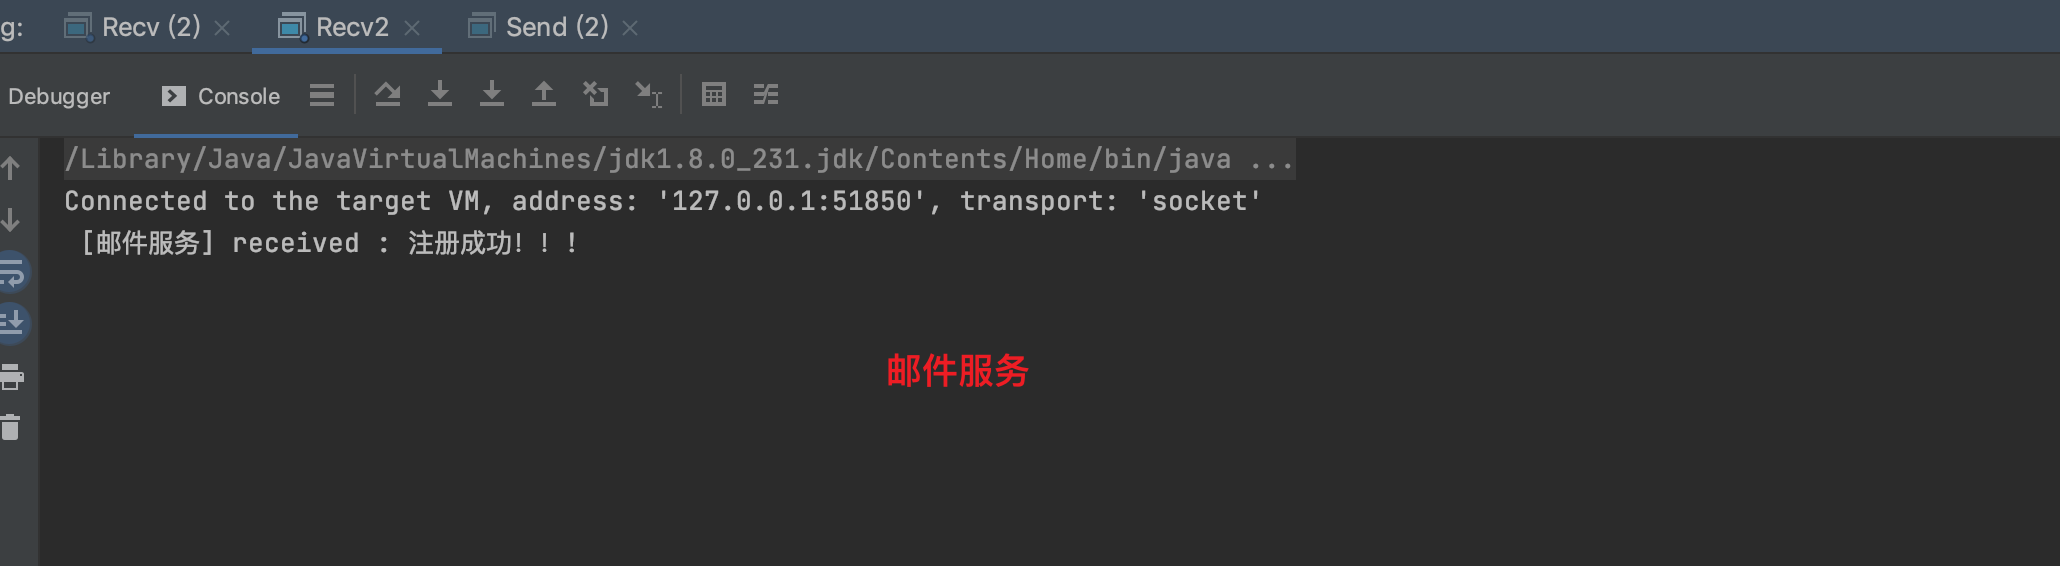 g: Recv (2) Recv2 Send (2)
Debugger Console
/Library/Java/JavaVirtualMachines/jdk1.8.0_231.jdk/Contents/Home/bin/java ...
Connected to the target VM, address: '127.0.0.1:51850', transport: 'socket'
[邮件服务] received : 注册成功！！！
邮件服务